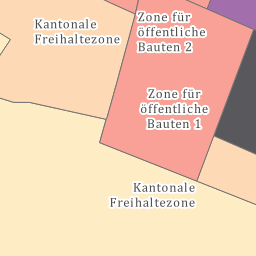 Kantonale
Freihaltezone
Zone für
öffentliche
Bauten 2
Zone für
öffentliche
Bauten 1
Kantonale
Freihaltezone